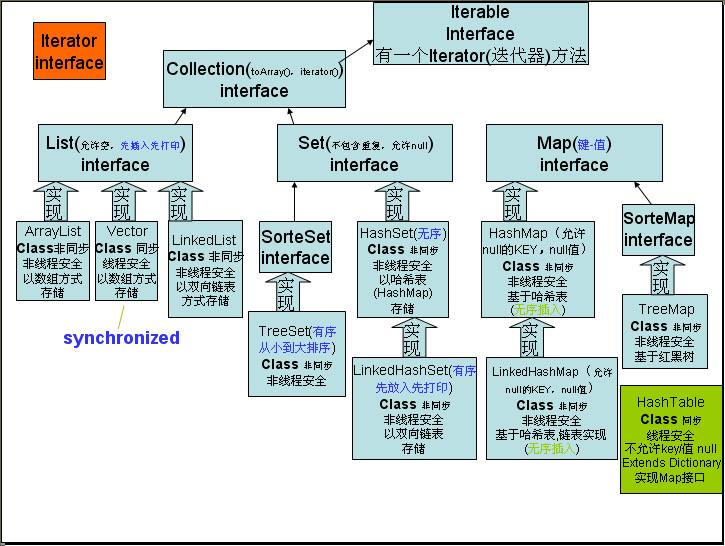 Iterable
Interface
有一个Iterator(迭代器)方法
Iterator
interface
Collection(toArray(), iterator())
interface
List(允许空，先插入先打印)
interface
Set(不包含重复，允许null)
interface
Map(键-值)
interface
实
现
实
现
实
现
实
现
实
现
ArrayList
Class非同步
非线程安全
以数组方式
存储
Vector
Class 同步
线程安全
以数组方式
存储
LinkedList
Class 非同步
非线程安全
以双向链表
方式存储
SorteSet
interface
HashSet(无序)
Class 非同步
非线程安全
以哈希表
(HashMap)
存储
HashMap（允许
null的KEY，null值）
Class 非同步
非线程安全
基于哈希表
(无序插入)
SorteMap
interface
synchronized
实
现
实
现
实
现
实
现
TreeSet(有序
从小到大排序)
Class 非同步
非线程安全
LinkedHashSet(有序
先放入先打印)
Class 非同步
非线程安全
以双向链表
存储
LinkedHashMap（允许
null的KEY，null值）
Class 非同步
非线程安全
基于哈希表,链表实现
(无序插入)
TreeMap
Class 非同步
非线程安全
基于红黑树
HashTable
Class 同步
线程安全
不允许key/值 null
Extends Dictionary
实现Map接口